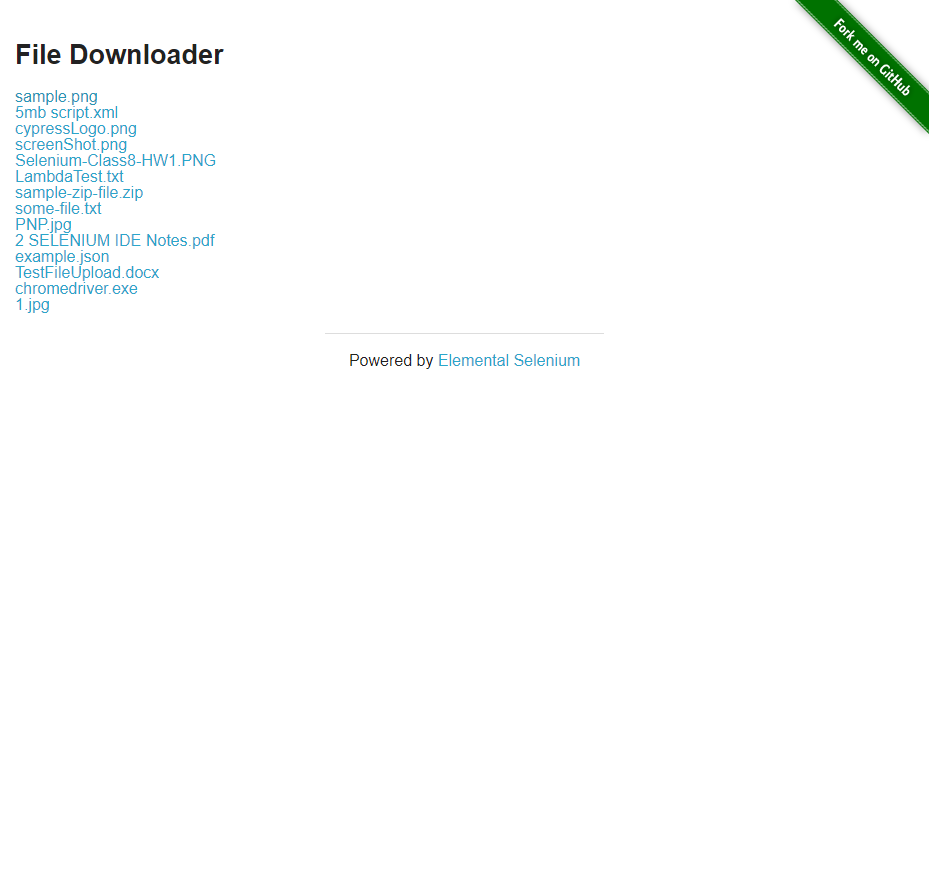 Fork me on GitHub
File Downloader
sample.png
5mb script.xml
cypressLogo.png
screenShot.png
Selenium-Class8-HW1.PNG
LambdaTest.txt
sample-zip-file.zip
some-file.txt
PNP.jpg
2 SELENIUM IDE Notes.pdf
example.json
TestFileUpload.docx
chromedriver.exe
1.jpg
Powered by Elemental Selenium